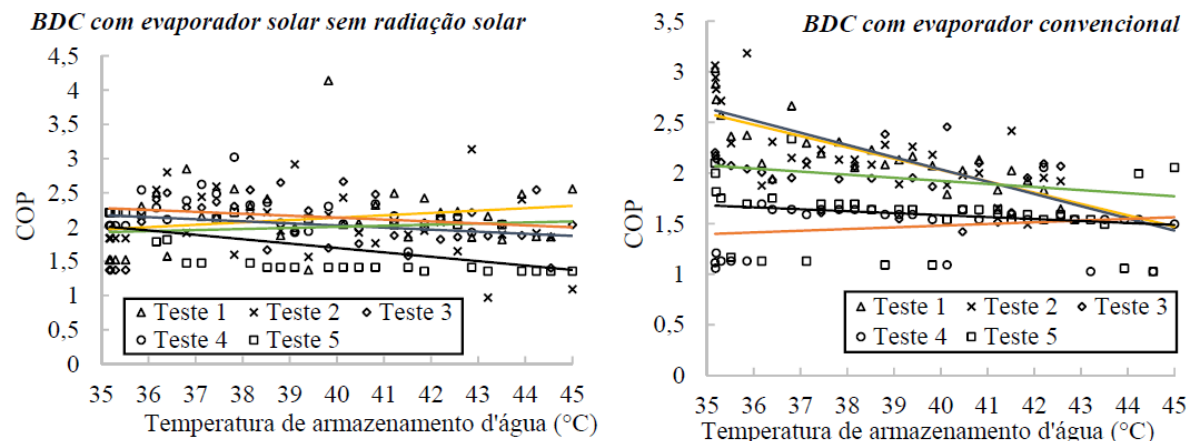 BDC com evaporador solar sem radiação solar
COP
4,5
4
3,5
3
2,5
2
1,5
1
0,5
0
Teste 1
Teste 2
Teste 3
Teste 4
Teste 5
35 36 37 38 39 40 41 42 43 44 45
Temperatura de armazenamento d'água (°C)
BDC com evaporador convencional
COP
3,5
3
2,5
2
1,5
1
0,5
0
Teste 1
Teste 2
Teste 3
Teste 4
Teste 5
35 36 37 38 39 40 41 42 43 44 45
Temperatura de armazenamento d'água (°C)